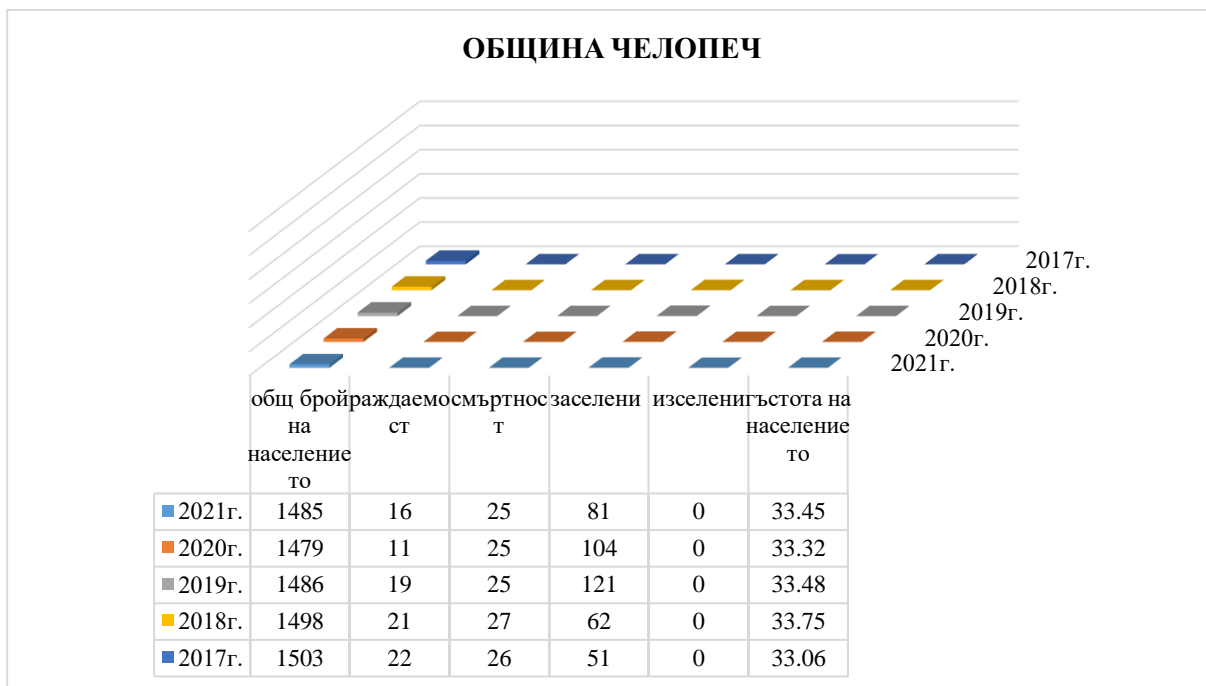 ОБЩИНА ЧЕЛОПЕЧ
2017г.
2018г.
2019г.
2020г.
2021г.
общ брой раждаемо смъртнос заселени изселени гъстота на
на ст т население
население то
то
2021г. 1485 16 25 81 0 33.45
2020г. 1479 11 25 104 0 33.32
2019г. 1486 19 25 121 0 33.48
2018г. 1498 21 27 62 0 33.75
2017г. 1503 22 26 51 0 33.06